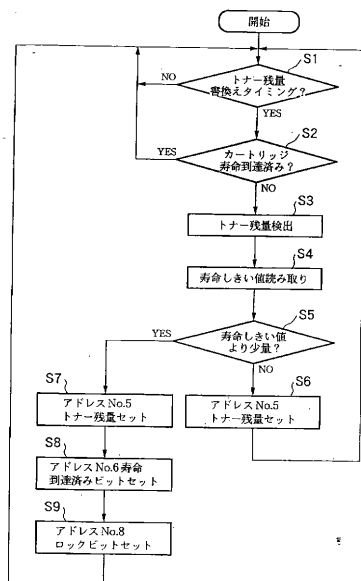 開始
S1
トナー残量
書換えタイミング?
NO
YES
S2
カートリッジ
寿命到達済み?
YES
NO
S3
トナー残量検出
S4
寿命しきい値読み取り
S5
寿命しきい値
より少量?
YES
NO
S7
アドレスNo.5
トナー残量セット
S6
アドレスNo.5
トナー残量セット
S8
アドレスNo.6寿命
到達済みビットセット
S9
アドレスNo.8
ロックビットセット